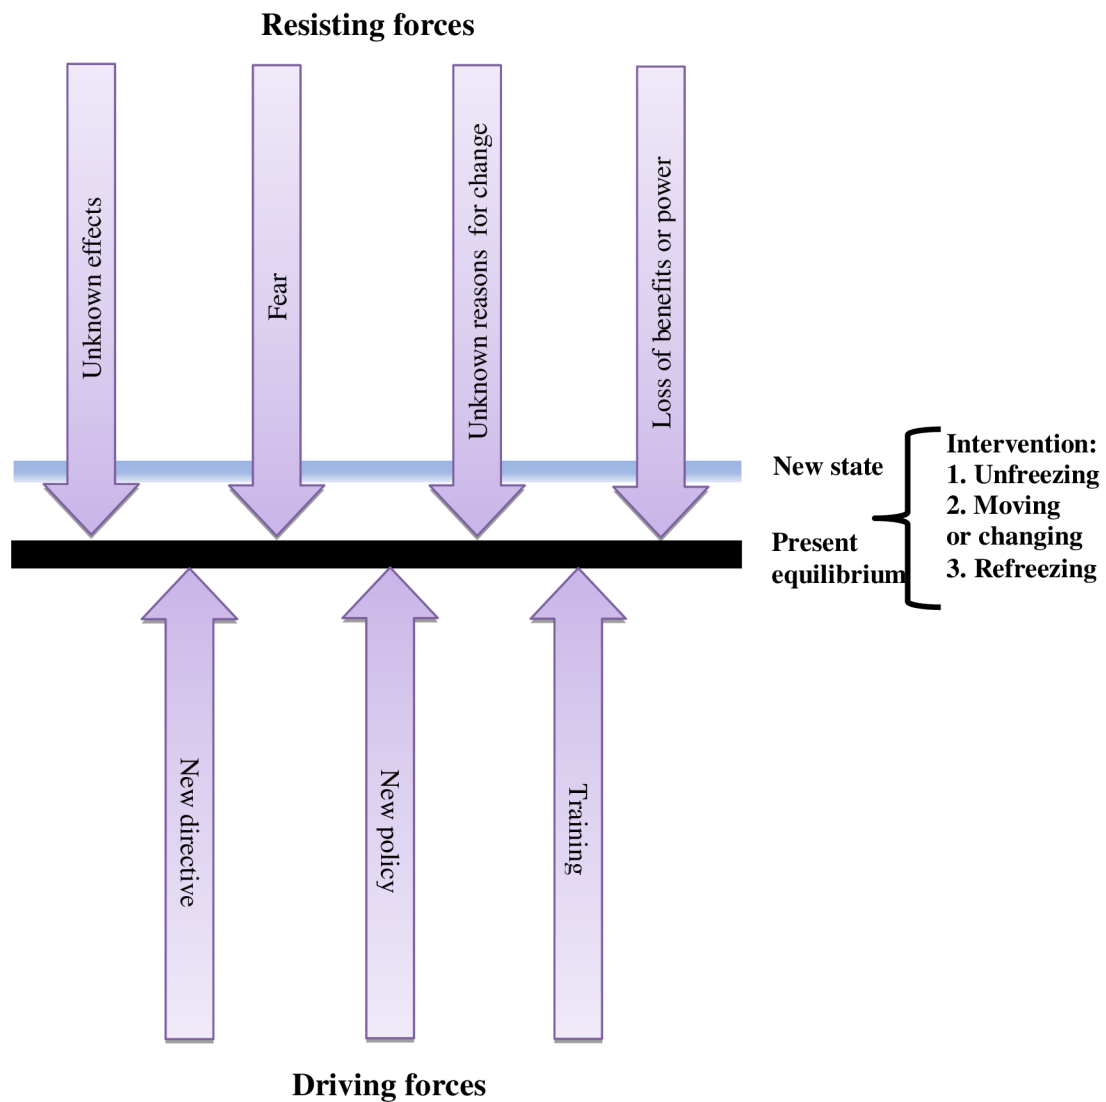 Resisting forces
Unknown effects
Fear
Unknown reasons for change
Loss of benefits or power
New state
Present
equilibrium
Intervention:
1. Unfreezing
2. Moving
or changing
3. Refreezing
New directive
New policy
Training
Driving forces